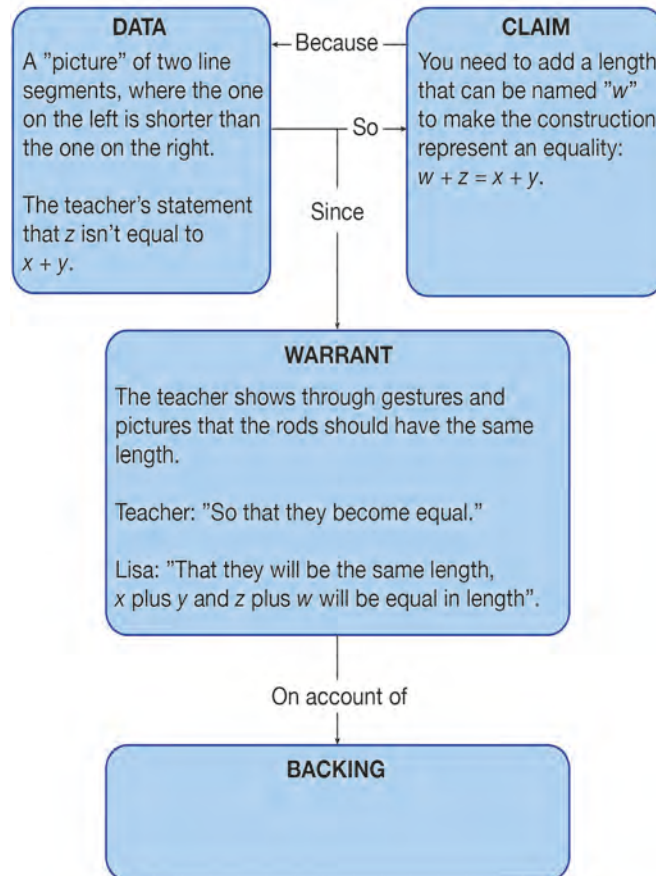 DATA
A ”picture” of two line
segments, where the one
on the left is shorter than
the one on the right.
The teacher’s statement
that z isn’t equal to
x + y.
Because
So
Since
CLAIM
You need to add a length
that can be named ”w”
to make the construction
represent an equality:
w + z = x + y.
WARRANT
The teacher shows through gestures and
pictures that the rods should have the same
length.
Teacher: ”So that they become equal.”
Lisa: ”That they will be the same length,
x plus y and z plus w will be equal in length”.
On account of
BACKING